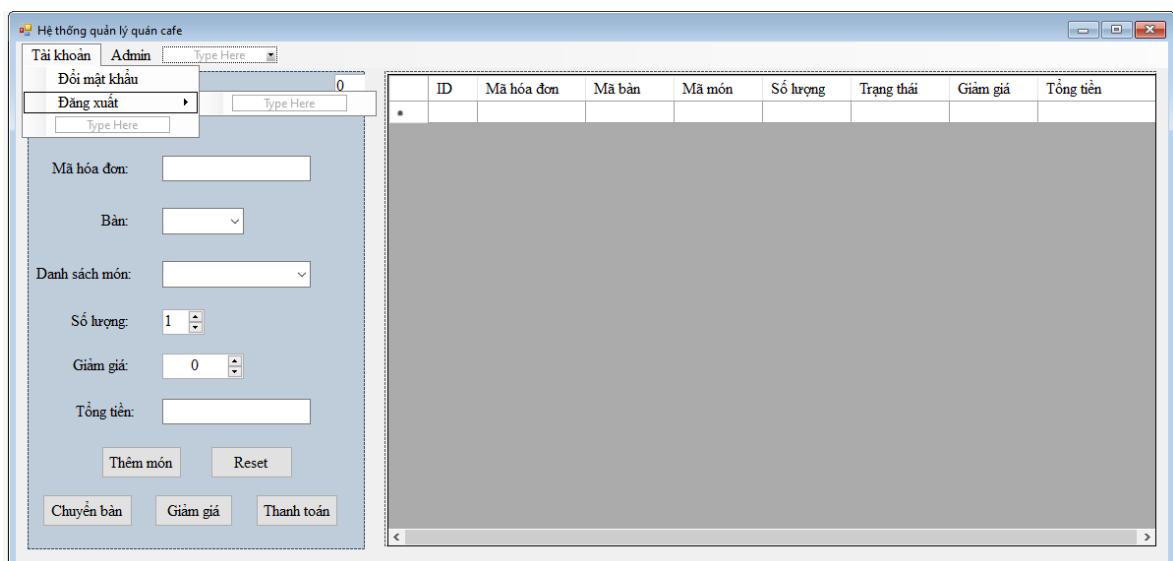 Hệ thống quản lý quán cafe
Tài khoản Admin Type Here
Đổi mật khẩu
0
Đăng xuất Type Here
Type Here
ID Mã hóa đơn Mã bàn Mã món Số lượng Trạng thái Giảm giá Tổng tiền
Mã hóa đơn:
Bàn:
Danh sách món:
Số lượng: 1
Giảm giá: 0
Tổng tiền:
Thêm món Reset
Chuyển bàn Giảm giá Thanh toán